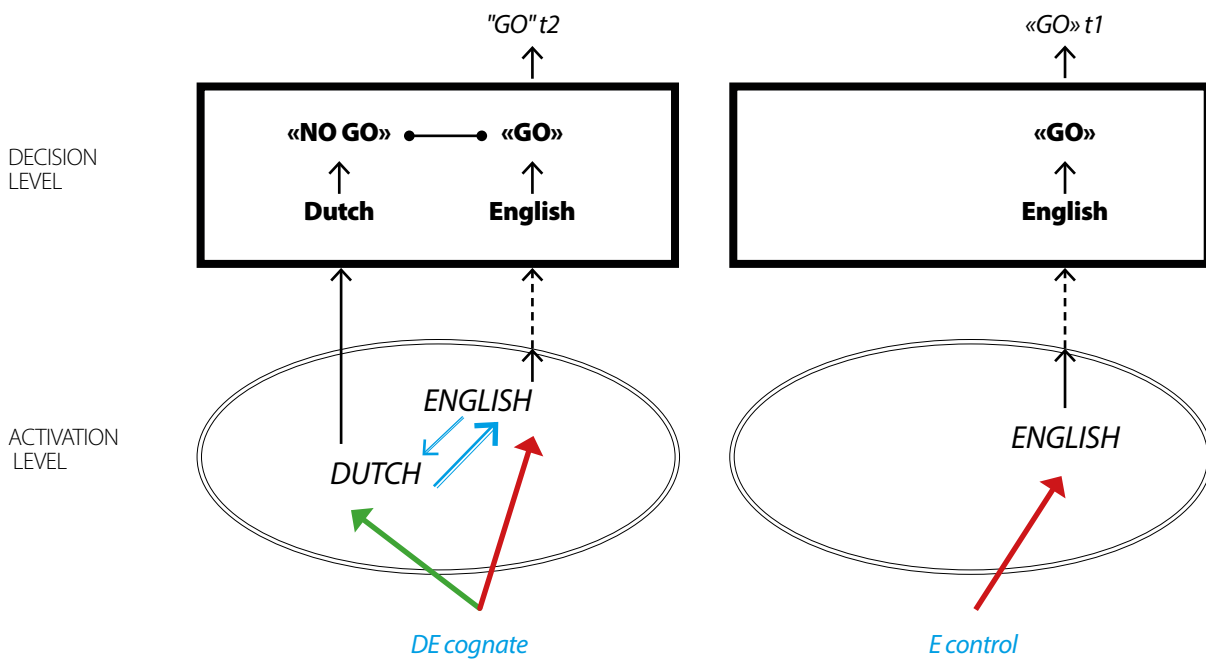 "GO" t2
«GO» t1
DECISION
LEVEL
«NO GO»
«GO»
«GO»
Dutch
English
English
ACTIVATION
LEVEL
ENGLISH
DUTCH
ENGLISH
DE cognate
E control